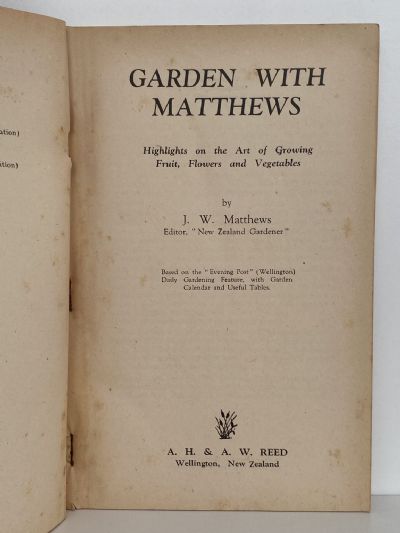 ation)
ition)
GARDEN WITH
MATTHEWS
Highlights on the Art of Growing
Fruit, Flowers and Vegetables
by
J. W. Matthews
Editor, "New Zealand Gardener"
Based on the "Evening Post" (Wellington)
Daily Gardening Feature, with Garden
Calendar and Useful Tables.
A. H. & A. W. REED
Wellington, New Zealand